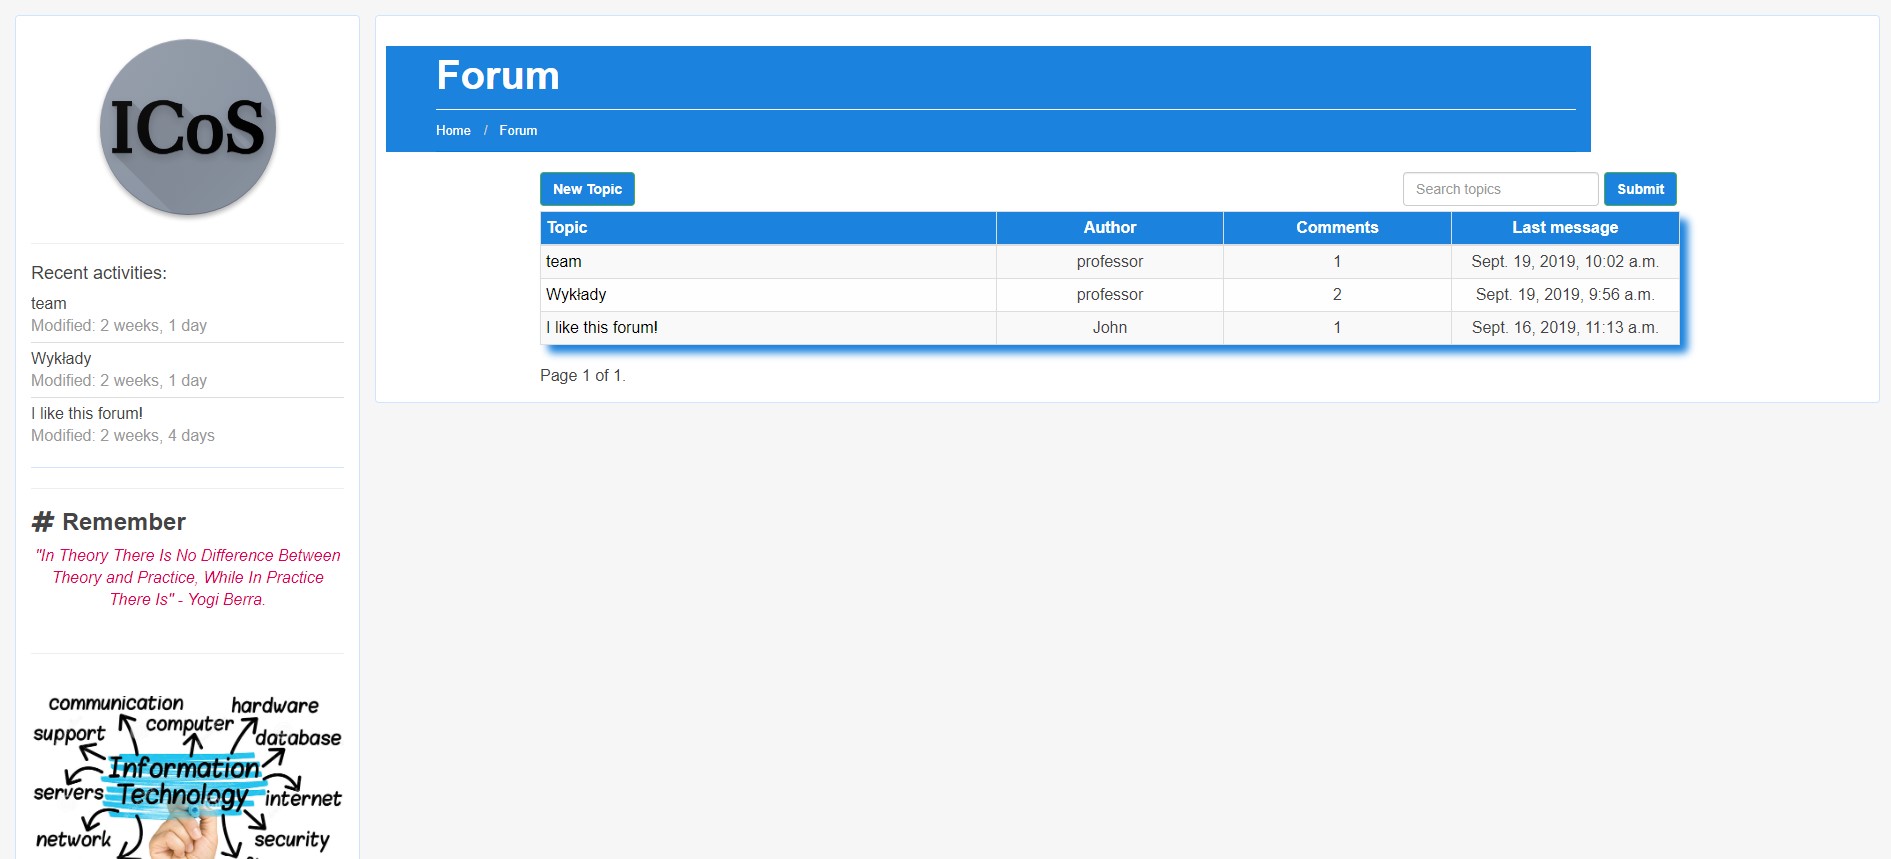 ICoS
Recent activities:
team
Modified: 2 weeks, 1 day
Wykłady
Modified: 2 weeks, 1 day
I like this forum!
Modified: 2 weeks, 4 days
# Remember
"In Theory There Is No Difference Between
Theory and Practice, While In Practice
There Is" - Yogi Berra.
communication hardware
computer
support database
Information
Technology
servers internet
network security
Forum
Home / Forum
New Topic Search topics Submit
Topic Author Comments Last message
team professor 1 Sept. 19, 2019, 10:02 a.m.
Wykłady professor 2 Sept. 19, 2019, 9:56 a.m.
I like this forum! John 1 Sept. 16, 2019, 11:13 a.m.
Page 1 of 1.